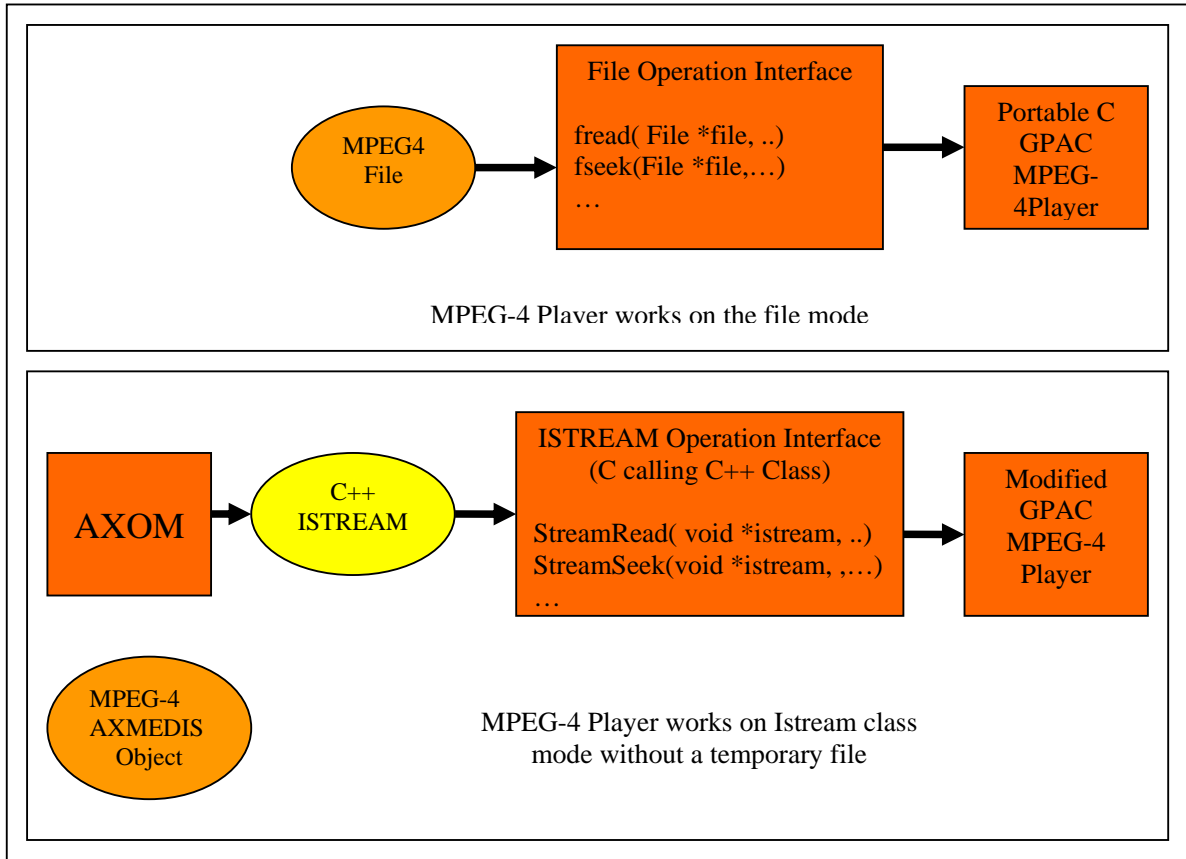 File Operation Interface
fread( File *file, ..)
fseek(File *file,…)
…
MPEG4
File
Portable C
GPAC
MPEG-
4Player
MPEG-4 Player works on the file mode
AXOM
C++
ISTREAM
ISTREAM Operation Interface
(C calling C++ Class)
StreamRead( void *istream, ..)
StreamSeek(void *istream, ,…)
…
Modified
GPAC
MPEG-4
Player
MPEG-4
AXMEDIS
Object
MPEG-4 Player works on Istream class
mode without a temporary file